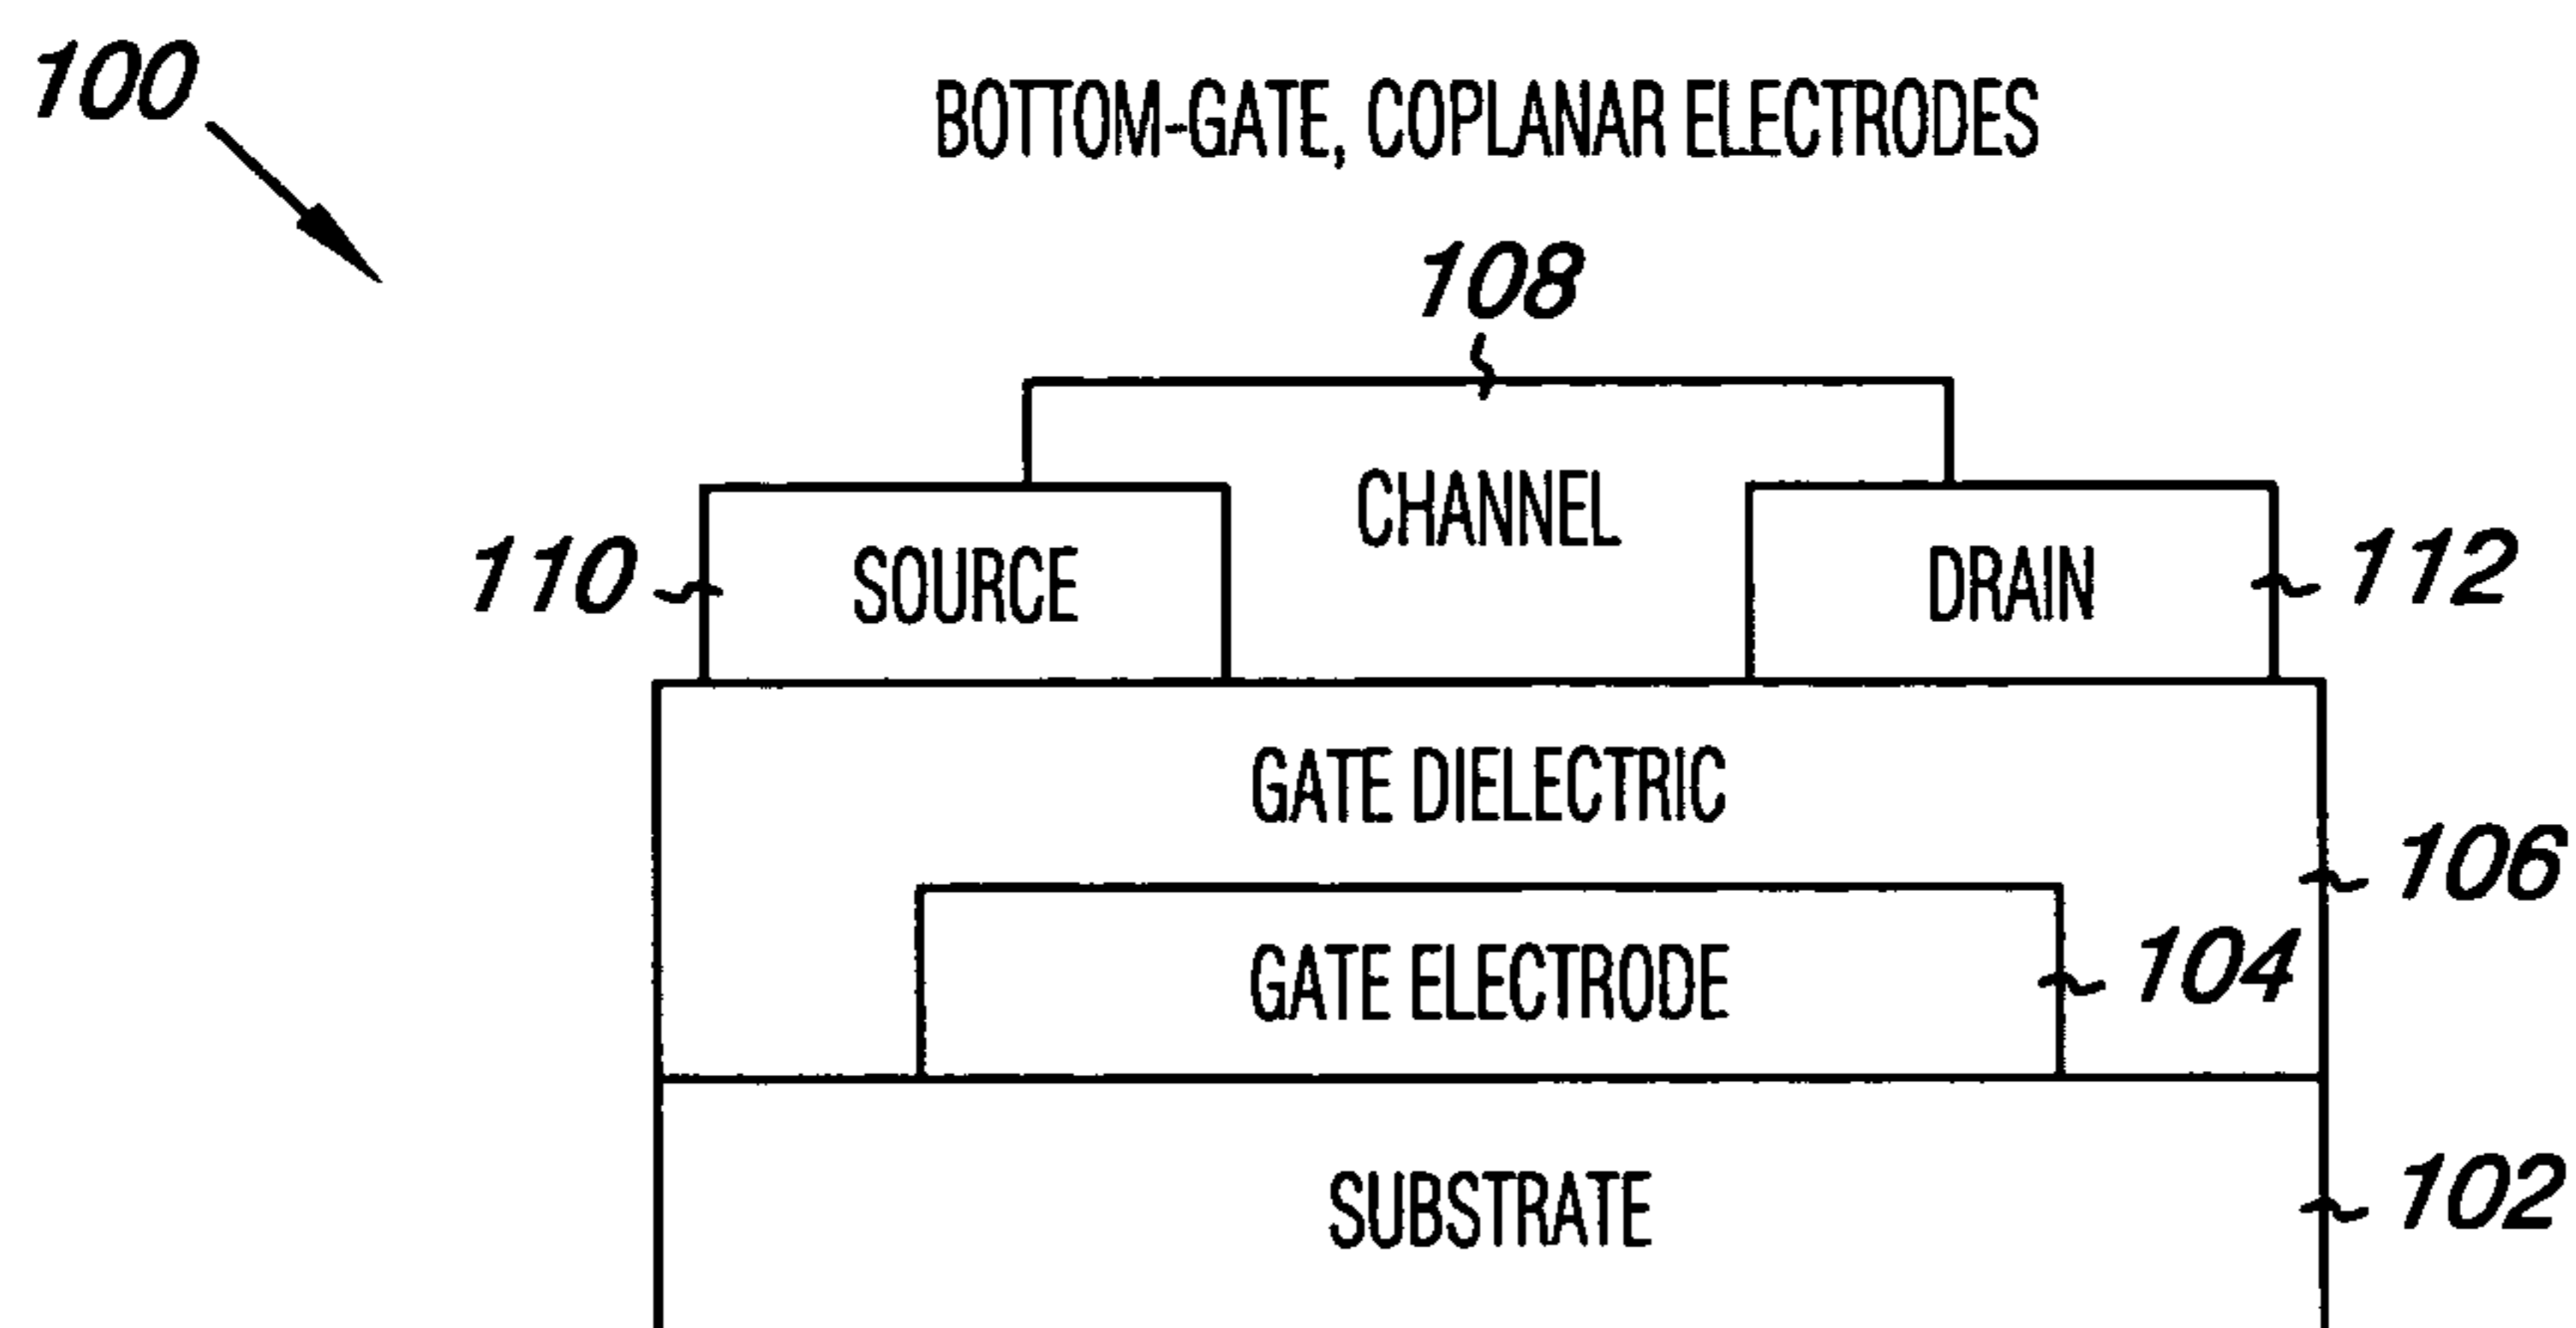 100
BOTTOM-GATE, COPLANAR ELECTRODES
108
CHANNEL
110
SOURCE
DRAIN
112
GATE DIELECTRIC
106
GATE ELECTRODE
104
SUBSTRATE
102